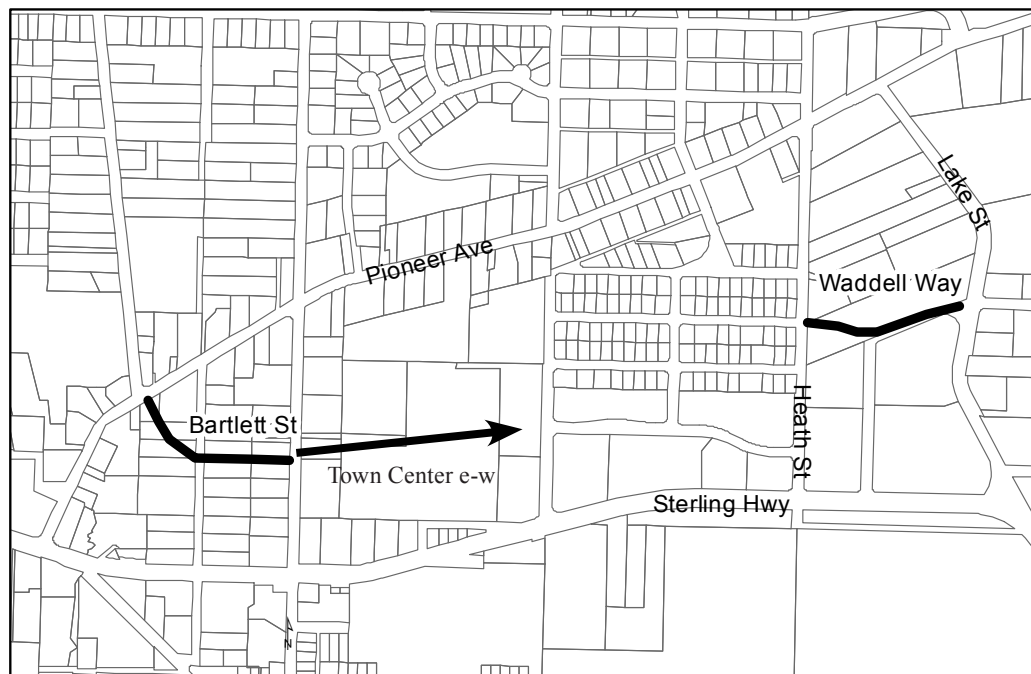 Lake St
Pioneer Ave
Waddell Way
Heath St
Bartlett St
Town Center e-w
Sterling Hwy
N